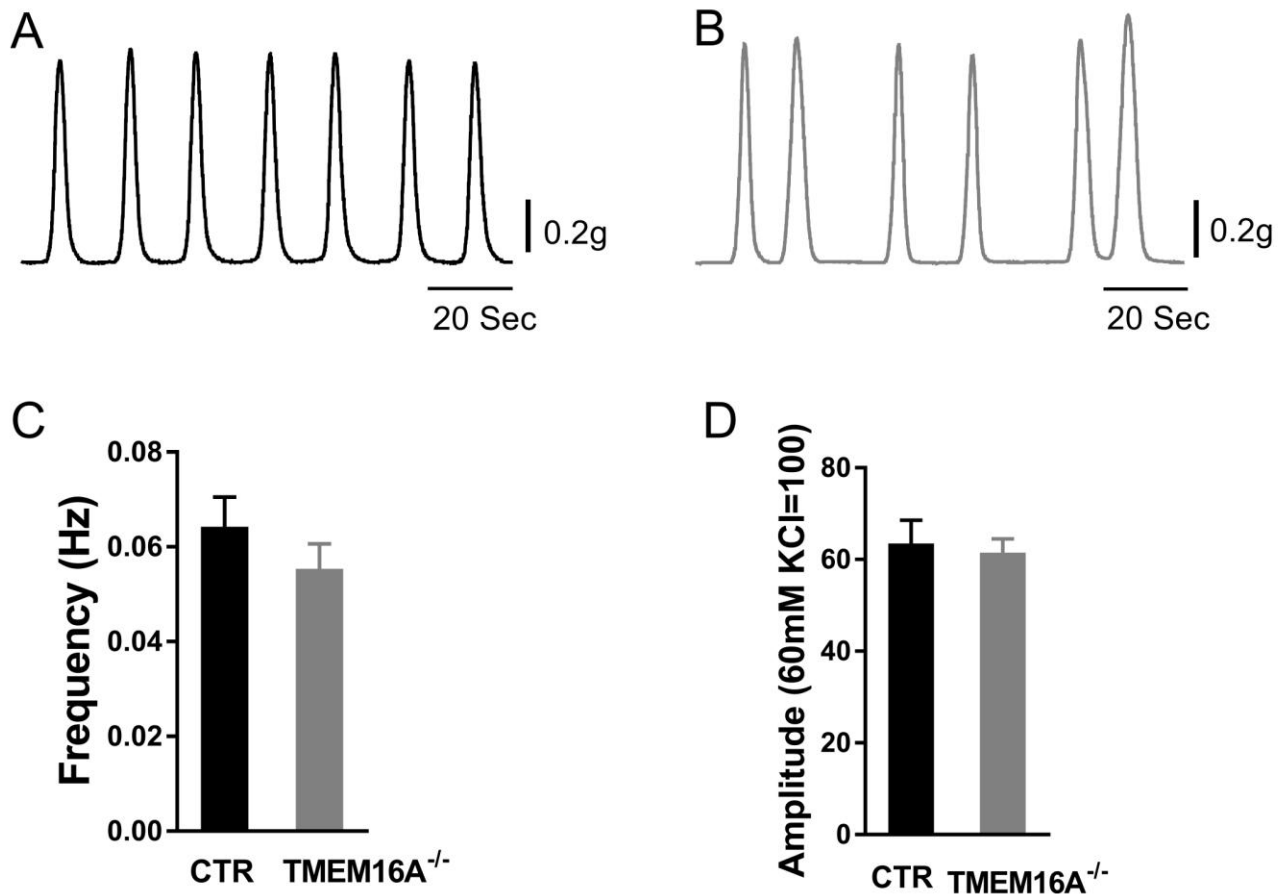 A
0.2g
20 Sec
B
0.2g
20 Sec
C
Frequency (Hz)
0.08
0.06
0.04
0.02
0.00
CTR
TMEM16A-/-
D
Amplitude (60mM KCl=100)
80
60
40
20
0
CTR
TMEM16A-/-